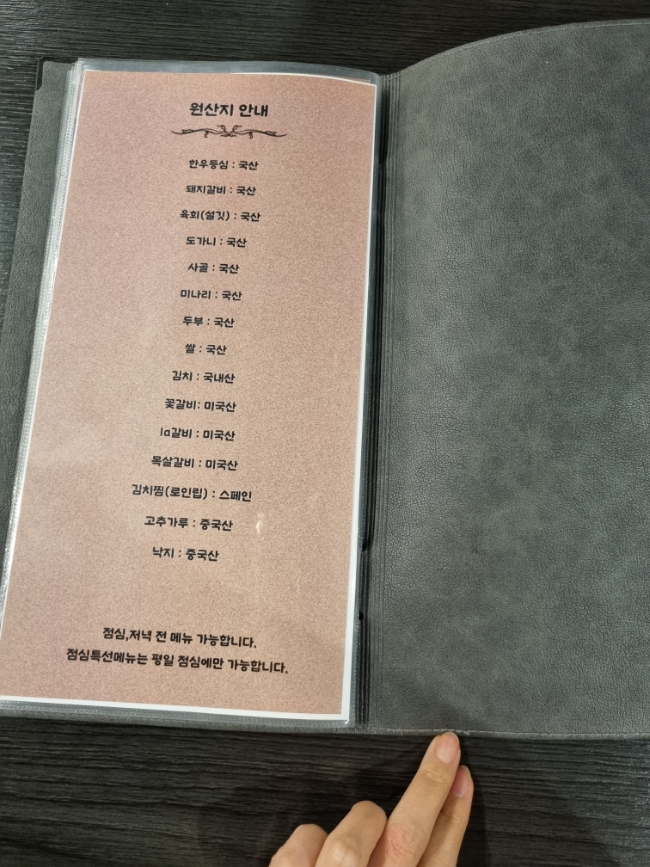 원산지 안내
한우등심 : 국산
돼지갈비 : 국산
육회(설깃) : 국산
도가니 : 국산
사골 : 국산
미나리 : 국산
두부 : 국산
쌀 : 국산
김치 : 국내산
꽃갈비: 미국산
la갈비 : 미국산
목살갈비 : 미국산
김치찜(로인립) : 스페인
고추가루 : 중국산
낙지 : 중국산
점심,저녁 전 메뉴 가능합니다.
점심특선메뉴는 평일 점심에만 가능합니다.